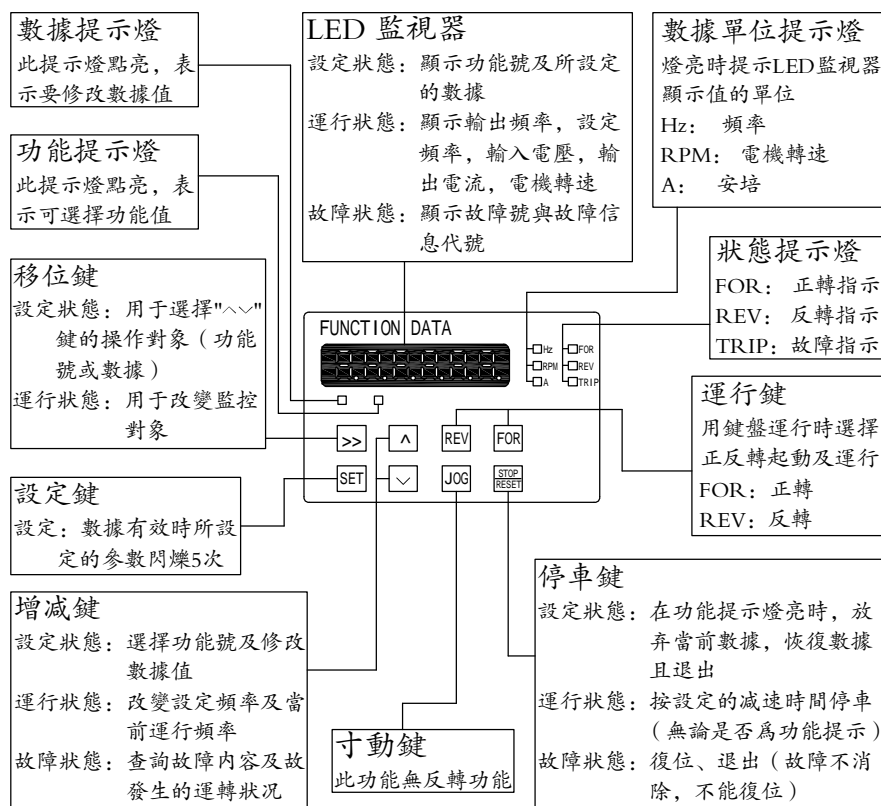 數據提示燈
此提示燈點亮，表
示要修改數據值
功能提示燈
此提示燈點亮，表
示可選擇功能值
移位鍵
設定狀態：用于選擇"︿﹀"
鍵的操作對象（功能
號或數據）
運行狀態：用于改變監控
對象
設定鍵
設定：數據有效時所設
定的參數閃爍5次
增減鍵
設定狀態：選擇功能號及修改
數據值
運行狀態：改變設定頻率及當
前運行頻率
故障狀態：查詢故障内容及故
發生的運轉狀况
LED 監視器
設定狀態：顯示功能號及所設定
的數據
運行狀態：顯示輸出頻率，設定
頻率，輸入電壓，輸
出電流，電機轉速
故障狀態：顯示故障號與故障信
息代號
數據單位提示燈
燈亮時提示LED監視器
顯示值的單位
Hz： 頻率
RPM： 電機轉速
A： 安培
狀態提示燈
FOR： 正轉指示
REV： 反轉指示
TRIP：故障指示
運行鍵
用鍵盤運行時選擇
正反轉起動及運行
FOR：正轉
REV：反轉
FUNCTION DATA
8.8.8.8.8.8.8.8.
Hz FOR
RPM REV
A TRIP
>> ∧ REV FOR
SET ∨ JOG STOP
RESET
寸動鍵
此功能無反轉功能
停車鍵
設定狀態：在功能提示燈亮時，放
弃當前數據，恢復數據
且退出
運行狀態：按設定的减速時間停車
（無論是否爲功能提示）
故障狀態：復位、退出（故障不消
除，不能復位）